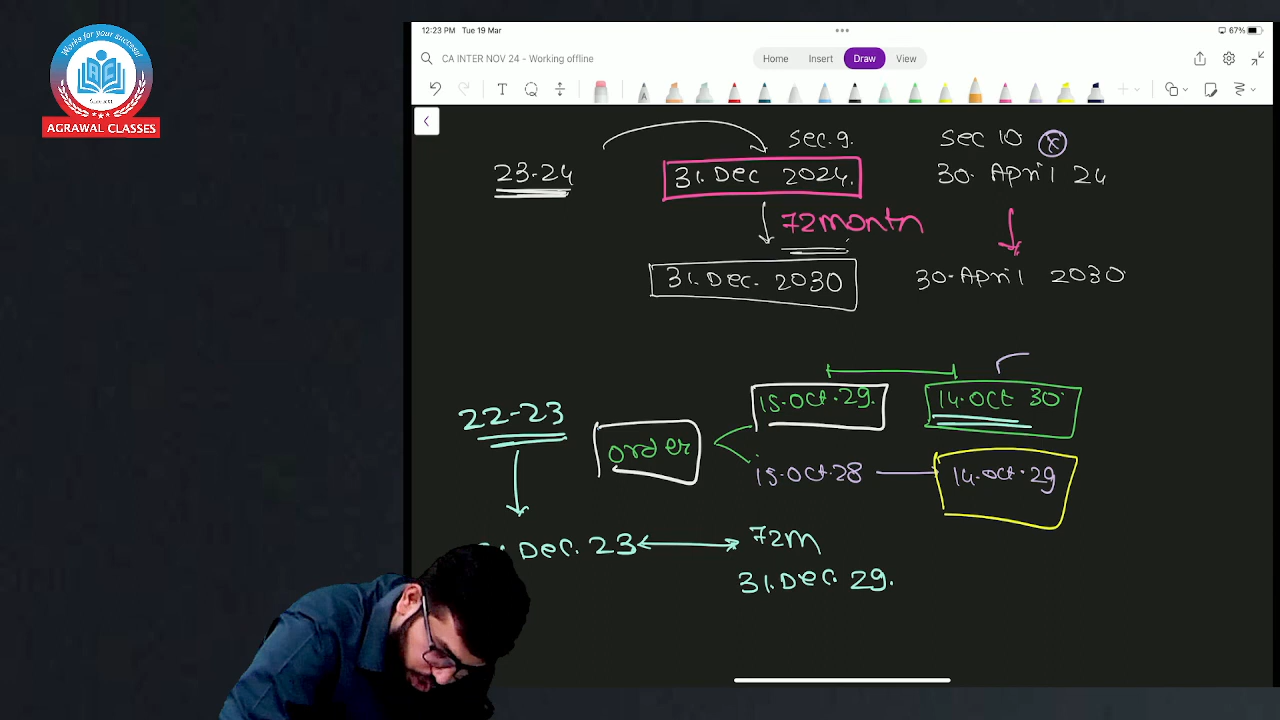 Works for your successul
AC
AGRAWAL CLASSES
12:23 PM Tue 19 Mar
67%
CA INTER NOV 24 - Working offline
Home Insert Draw View
sec.9. sec 10 x
23-24 31. Dec 2024. 30. April 24
72month
31. Dec. 2030 30. April 2030
15.Oct.29. 14.Oct 30.
22-23
order
15.Oct.28 14.Oct.29
Dec. 23 72m
31. Dec. 29.